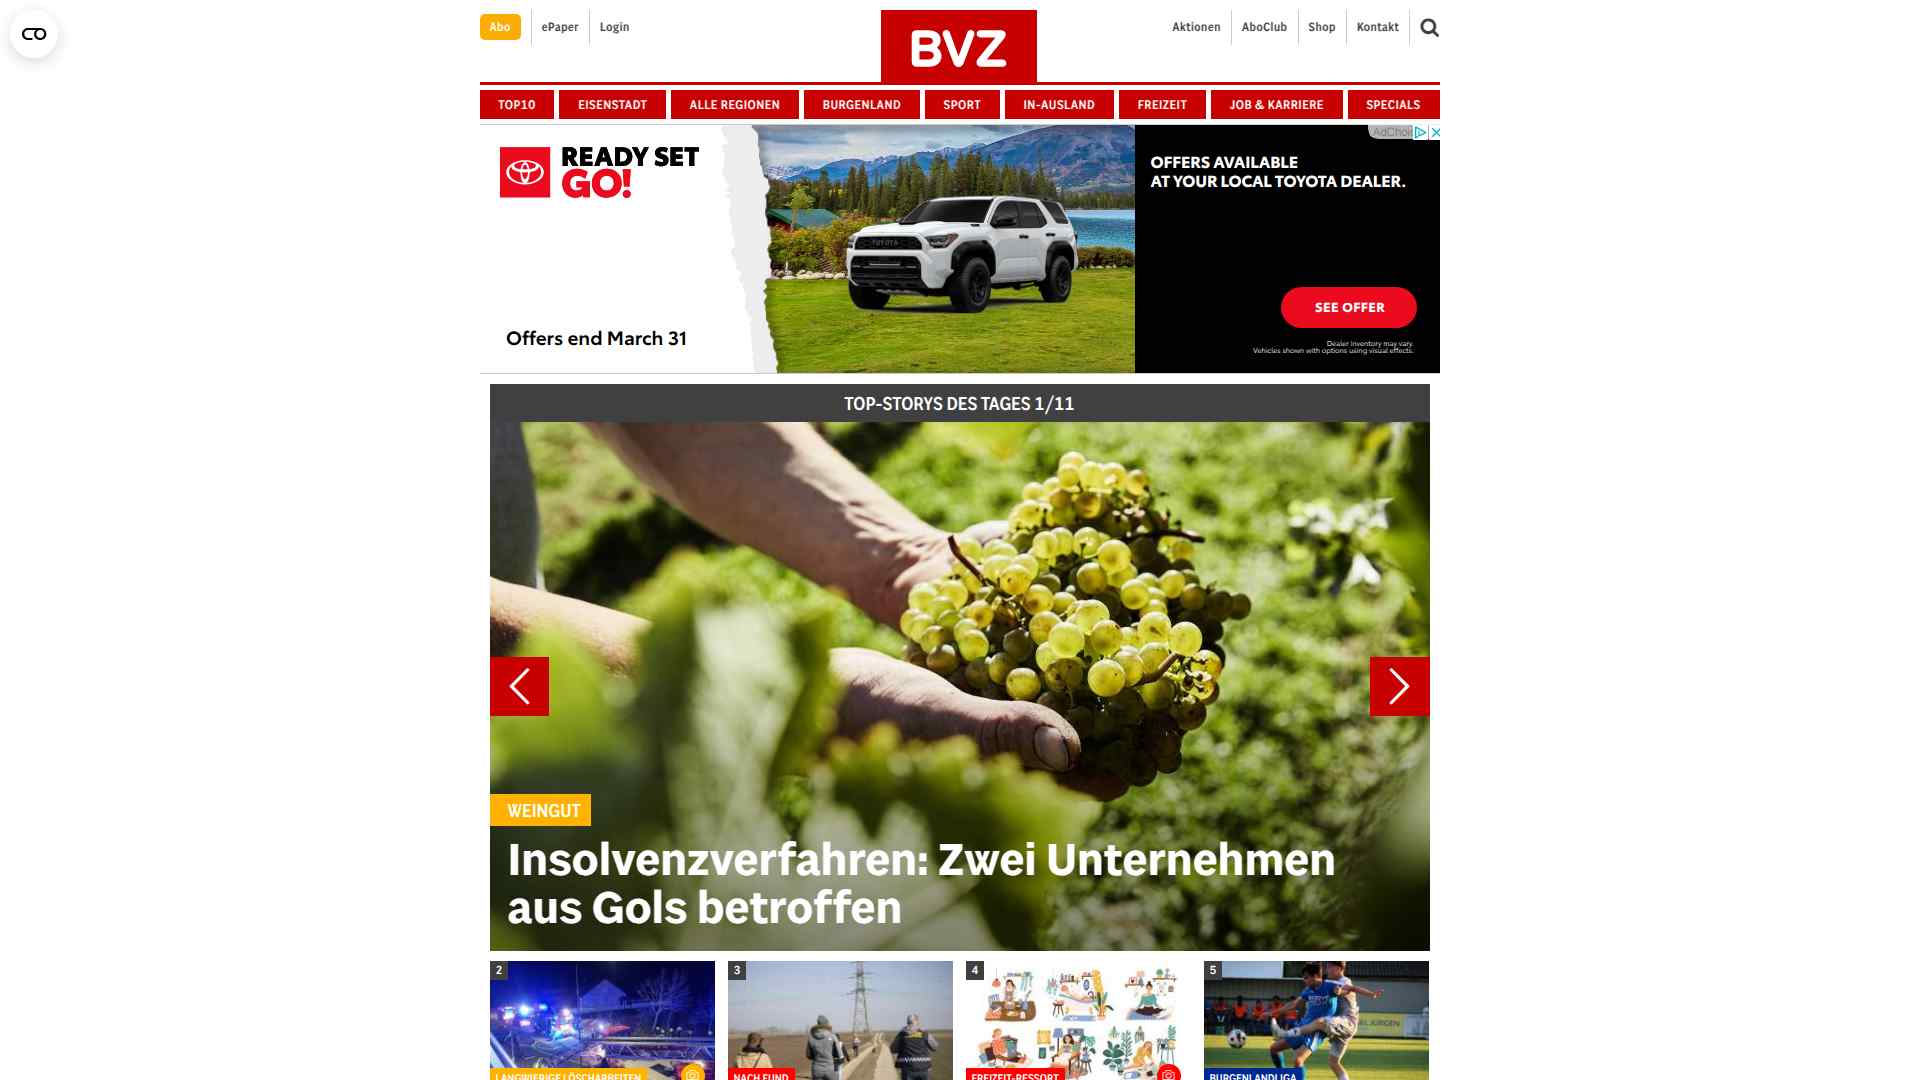 CO
Abo
ePaper
Login
BVZ
Aktionen
AboClub
Shop
Kontakt
TOP10
EISENSTADT
ALLE REGIONEN
BURGENLAND
SPORT
IN-AUSLAND
FREIZEIT
JOB & KARRIERE
SPECIALS
READY SET
GO!
Offers end March 31
TOYOTA
AdChoic
OFFERS AVAILABLE
AT YOUR LOCAL TOYOTA DEALER.
SEE OFFER
Dealer inventory may vary.
Vehicles shown with options using visual effects.
TOP-STORYS DES TAGES 1/11
WEINGUT
Insolvenzverfahren: Zwei Unternehmen
aus Gols betroffen
2
LANGWIERIGE LÖSCHARBEITEN
3
NACH FUND
4
FREIZEIT-RESSORT
5
BURGENLANDLIGA